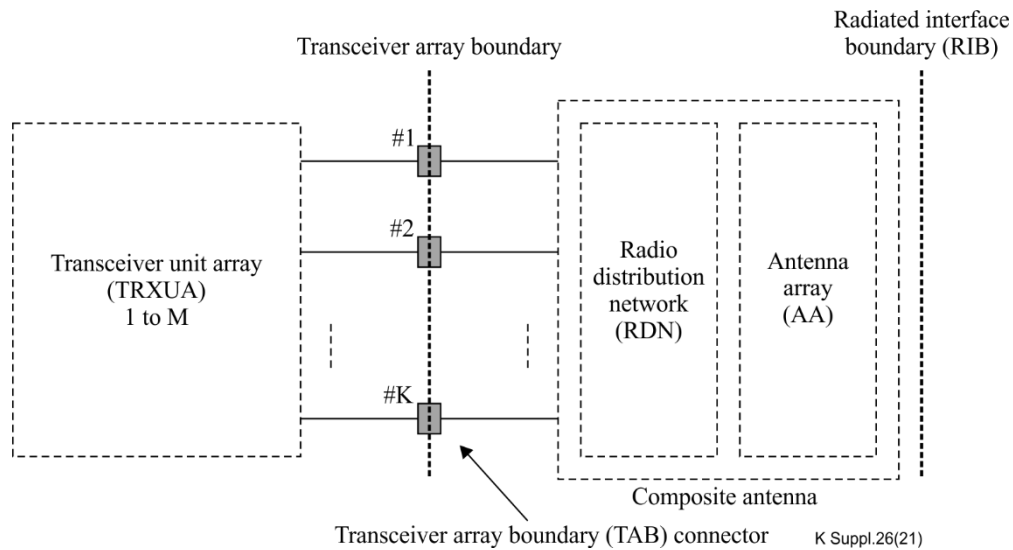 Radiated interface
boundary (RIB)
Transceiver array boundary
#1
#2
#K
Transceiver unit array
(TRXUA)
1 to M
Radio
distribution
network
(RDN)
Antenna
array
(AA)
Composite antenna
Transceiver array boundary (TAB) connector
K Suppl.26(21)